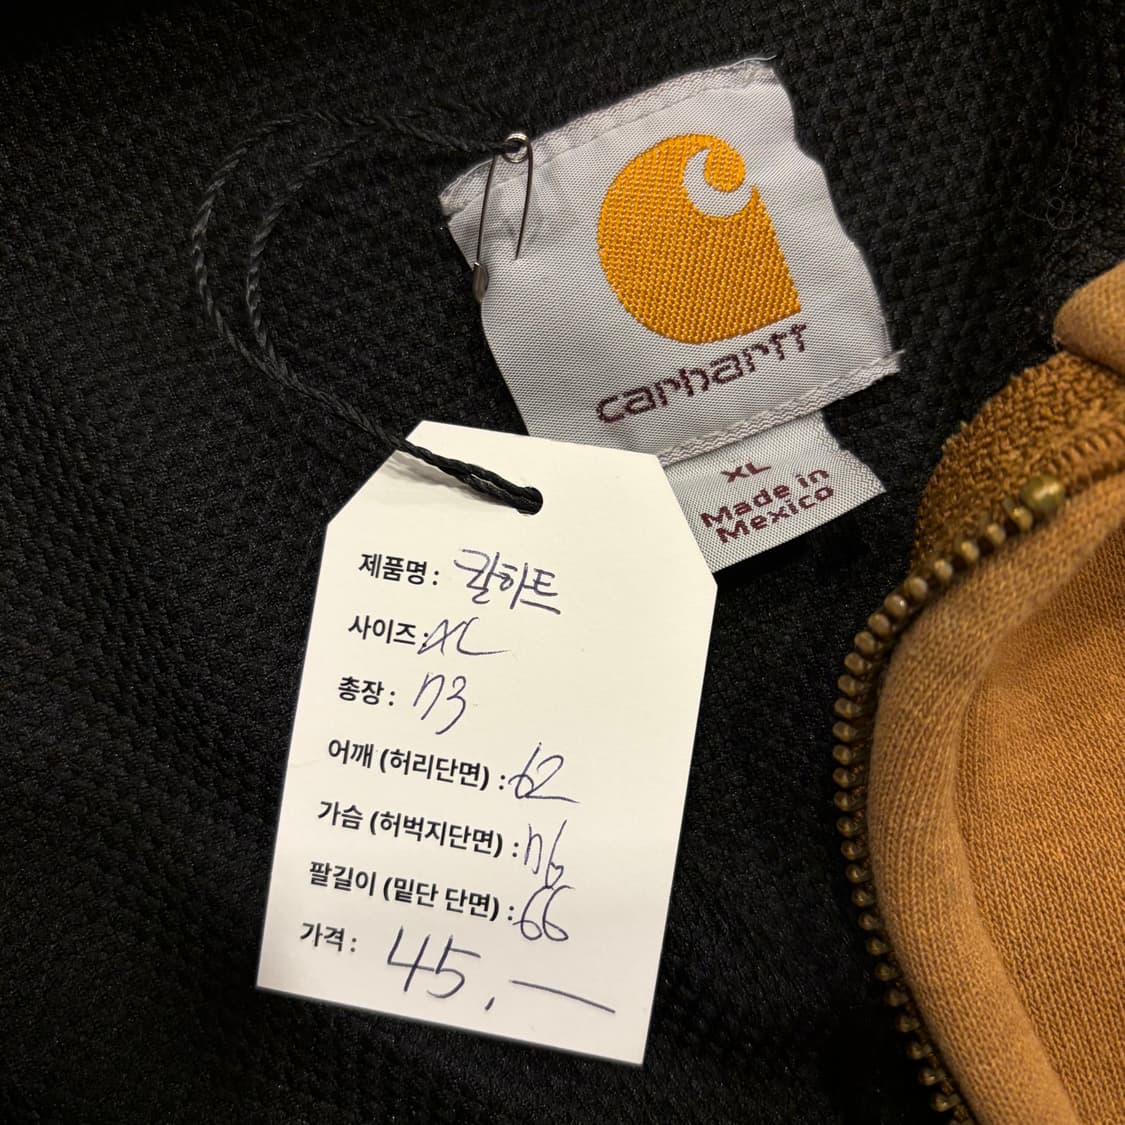 carhartt
XL
Made in
Mexico
제품명 : 칼하트
사이즈 : XL
총장 : 73
어깨 (허리단면) : 62
가슴 (허벅지단면) : 76
팔길이 (밑단 단면) : 66
가격 : 45,—